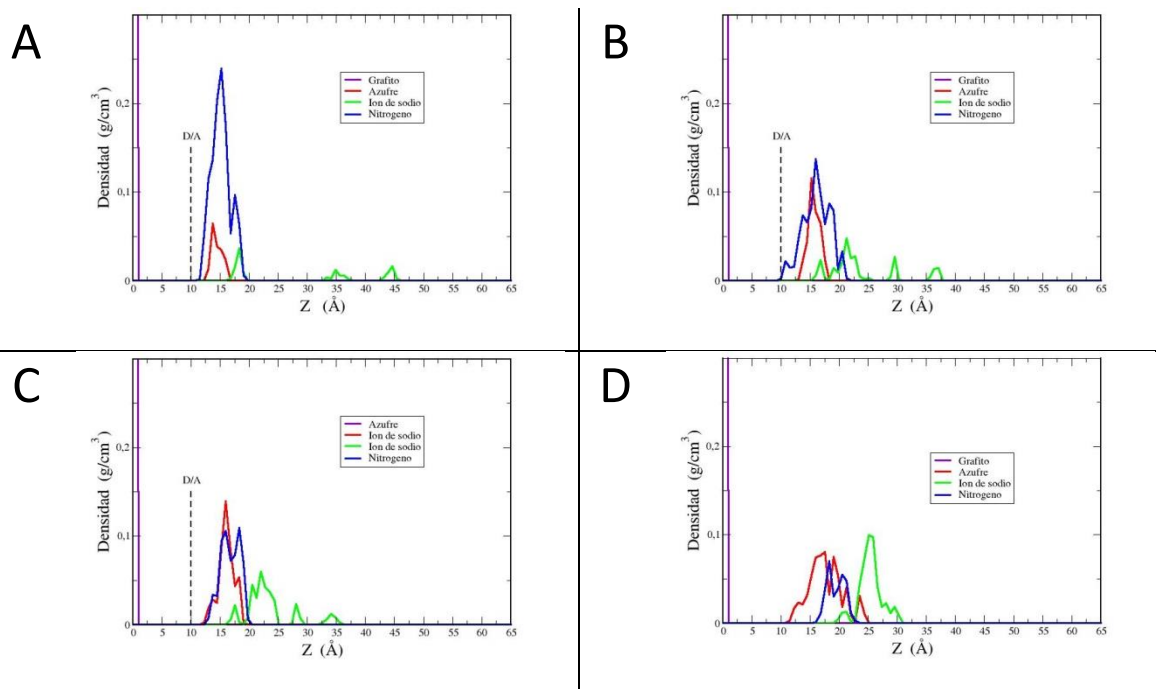 A
Densidad (g/cm³)
0,2
0,1
0
D/A
Grafito
Azufre
Ion de sodio
Nitrogeno
0 5 10 15 20 25 30 35 40 45 50 55 60 65
Z (Å)
B
Densidad (g/cm³)
0,2
0,1
0
D/A
Grafito
Azufre
Ion de sodio
Nitrogeno
0 5 10 15 20 25 30 35 40 45 50 55 60 65
Z (Å)
C
Densidad (g/cm³)
0,2
0,1
0
D/A
Azufre
Ion de sodio
Ion de sodio
Nitrogeno
0 5 10 15 20 25 30 35 40 45 50 55 60 65
Z (Å)
D
Densidad (g/cm³)
0,2
0,1
0
Grafito
Azufre
Ion de sodio
Nitrogeno
0 5 10 15 20 25 30 35 40 45 50 55 60 65
Z (Å)